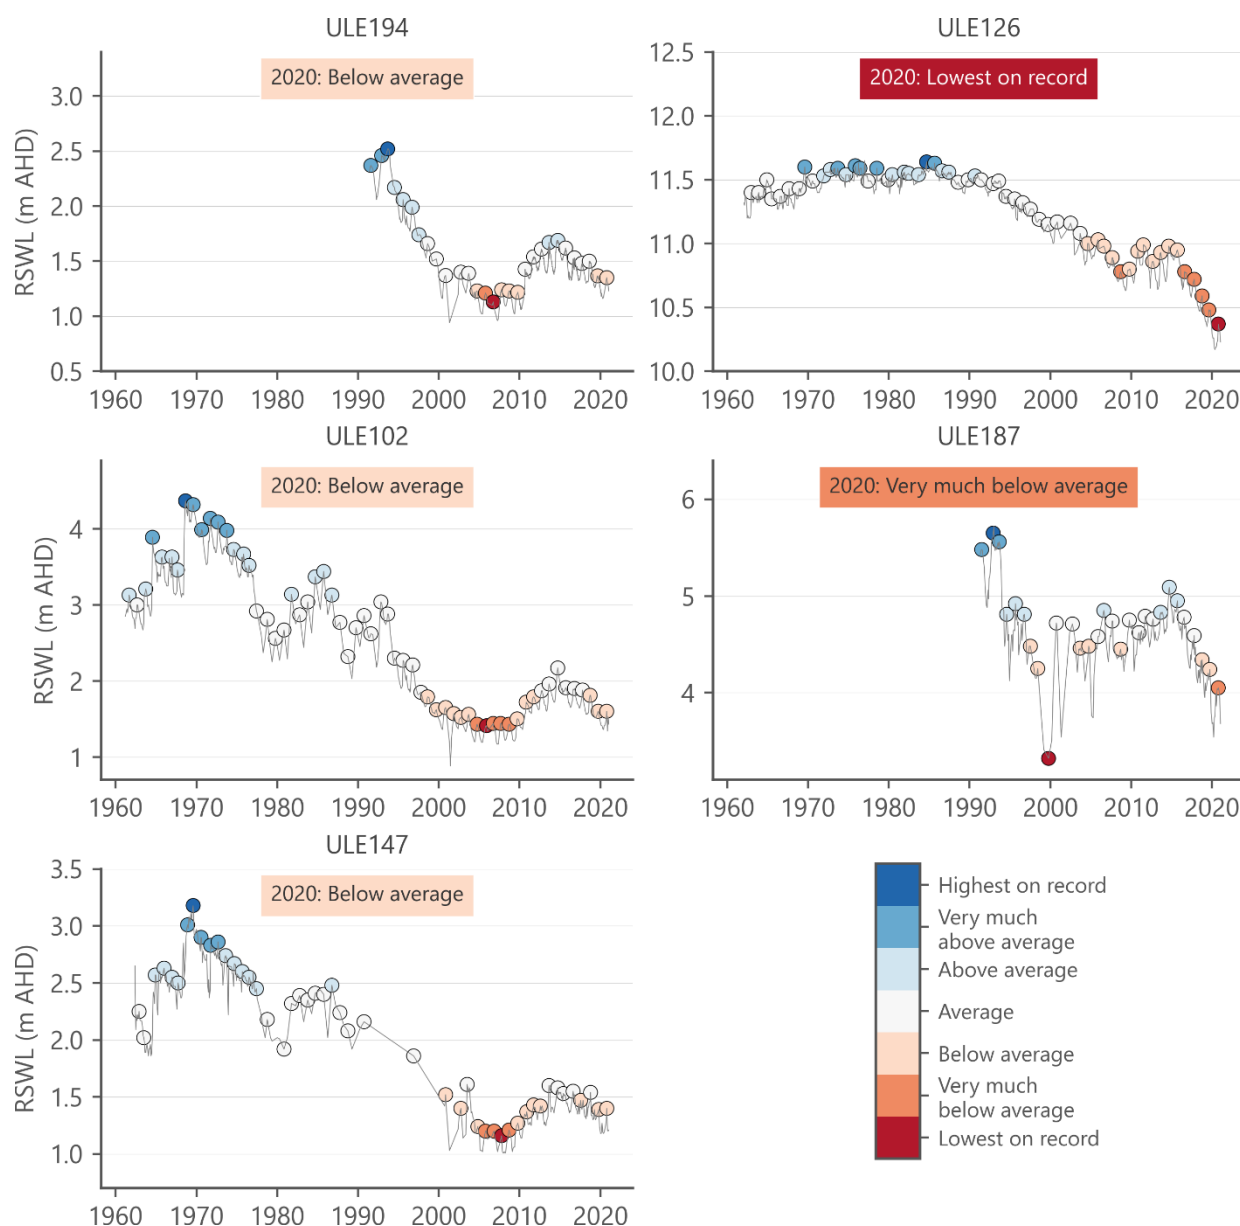 ULE194
2020: Below average
RSWL (m AHD)
3.0
2.5
2.0
1.5
1.0
0.5
1960 1970 1980 1990 2000 2010 2020
ULE126
2020: Lowest on record
12.5
12.0
11.5
11.0
10.5
10.0
1960 1970 1980 1990 2000 2010 2020
ULE102
2020: Below average
RSWL (m AHD)
4
3
2
1
1960 1970 1980 1990 2000 2010 2020
ULE187
2020: Very much below average
6
5
4
1960 1970 1980 1990 2000 2010 2020
ULE147
2020: Below average
RSWL (m AHD)
3.5
3.0
2.5
2.0
1.5
1.0
1960 1970 1980 1990 2000 2010 2020
Highest on record
Very much
above average
Above average
Average
Below average
Very much
below average
Lowest on record